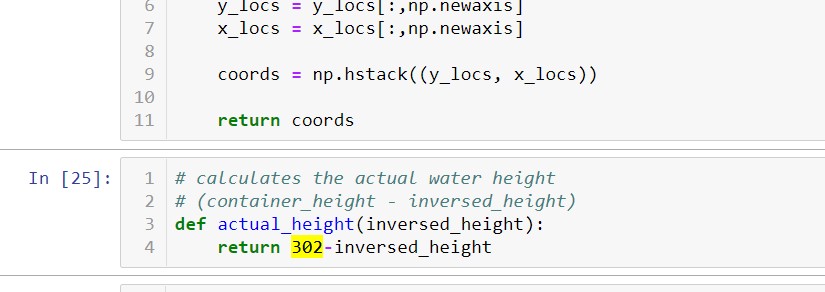 6 y_locs = y_locs[:,np.newaxis]
7 x_locs = x_locs[:,np.newaxis]
8
9 coords = np.hstack((y_locs, x_locs))
10
11 return coords
In [25]: 1 # calculates the actual water height
2 # (container_height - inversed_height)
3 def actual_height(inversed_height):
4 return 302-inversed_height